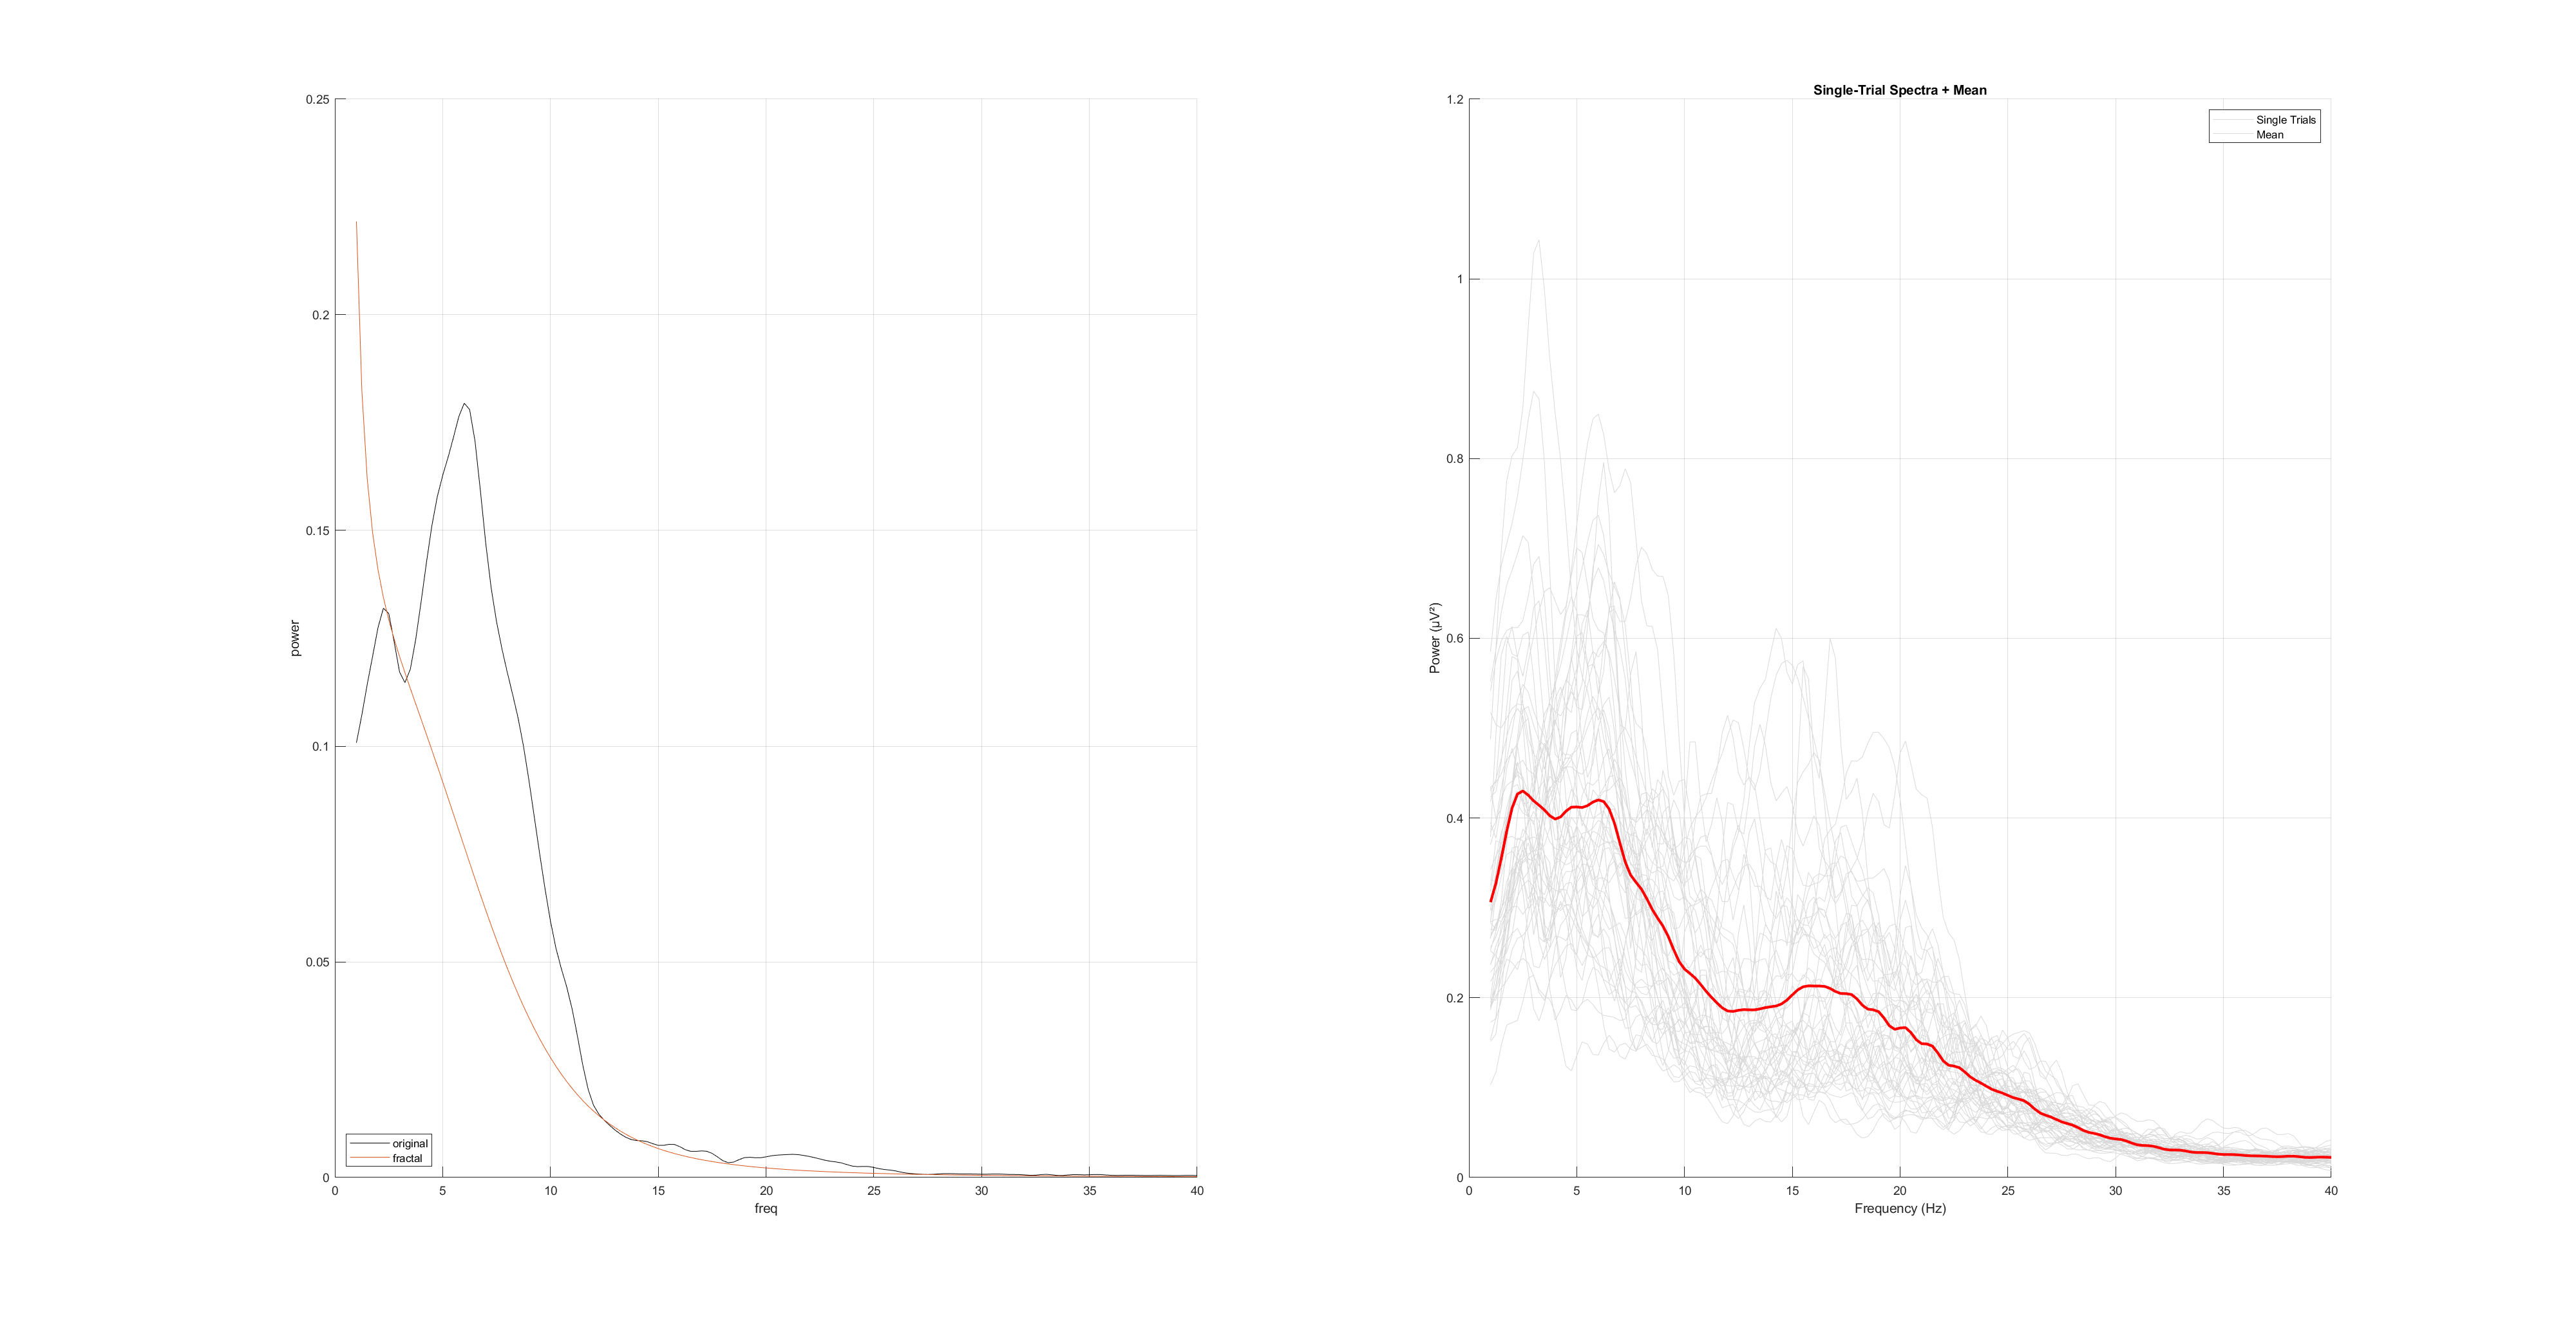 0.25
0.2
0.15
0.1
0.05
0
power
original
fractal
0 5 10 15 20 25 30 35 40
freq
Single-Trial Spectra + Mean
Single Trials
Mean
1.2
1
0.8
0.6
0.4
0.2
0
Power (µV²)
0 5 10 15 20 25 30 35 40
Frequency (Hz)